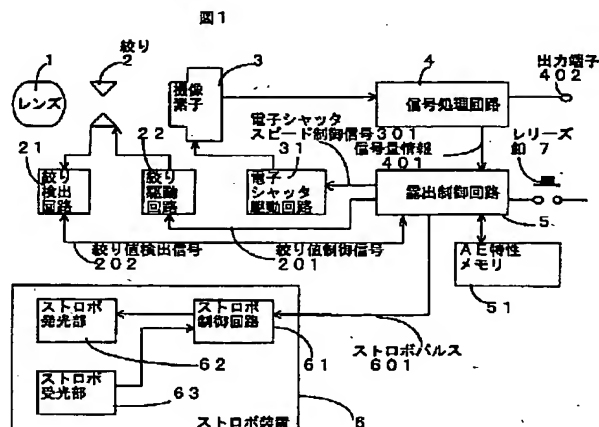 図1
1
レンズ
絞り
2
3
撮像
素子
4
信号処理回路
出力端子
402
電子シャッタ
スピード制御信号301
信号量情報
401
レリーズ
釦 7
21
絞り
検出
回路
22
絞り
駆動
回路
31
電子
シャッタ
駆動回路
露出制御回路
5
絞り値検出信号
202
絞り値制御信号
201
AE特性
メモリ
51
ストロボ
発光部
62
ストロボ
制御回路
61
ストロボパルス
601
ストロボ
受光部
63
ストロボ装置
6